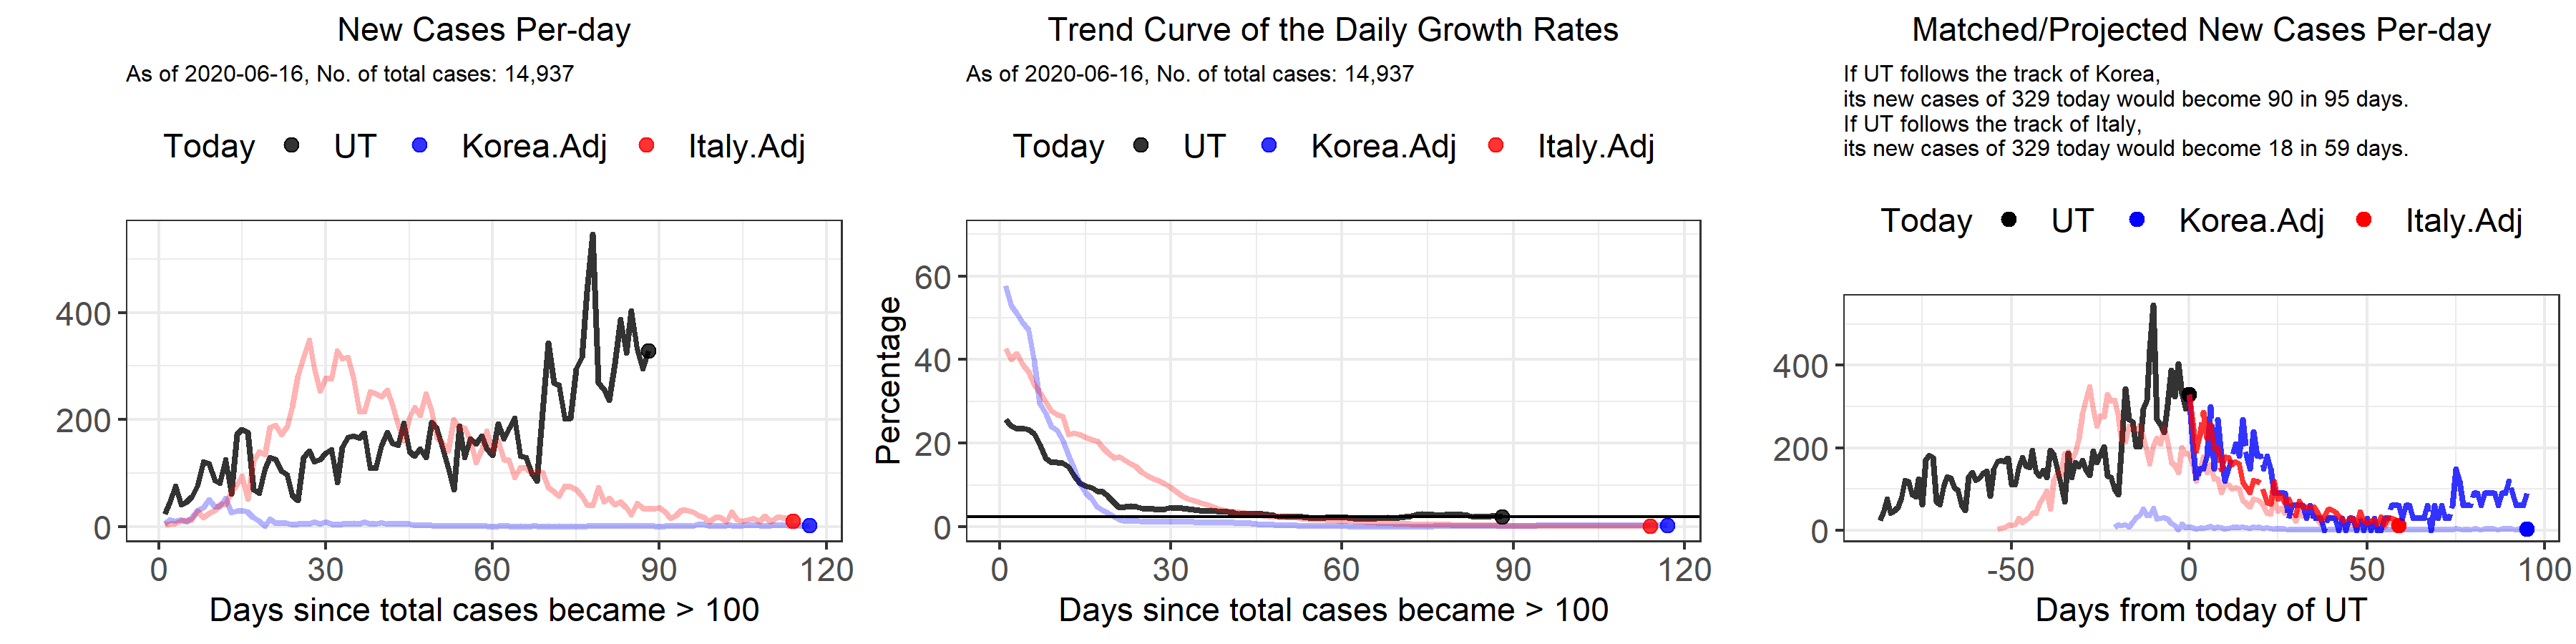 New Cases Per-day
As of 2020-06-16, No. of total cases: 14,937
Today UT Korea.Adj Italy.Adj
400
200
0
0 30 60 90 120
Days since total cases became > 100
Trend Curve of the Daily Growth Rates
As of 2020-06-16, No. of total cases: 14,937
Today UT Korea.Adj Italy.Adj
Percentage
60
40
20
0
0 30 60 90 120
Days since total cases became > 100
Matched/Projected New Cases Per-day
If UT follows the track of Korea,
its new cases of 329 today would become 90 in 95 days.
If UT follows the track of Italy,
its new cases of 329 today would become 18 in 59 days.
Today UT Korea.Adj Italy.Adj
400
200
0
-50 0 50 100
Days from today of UT